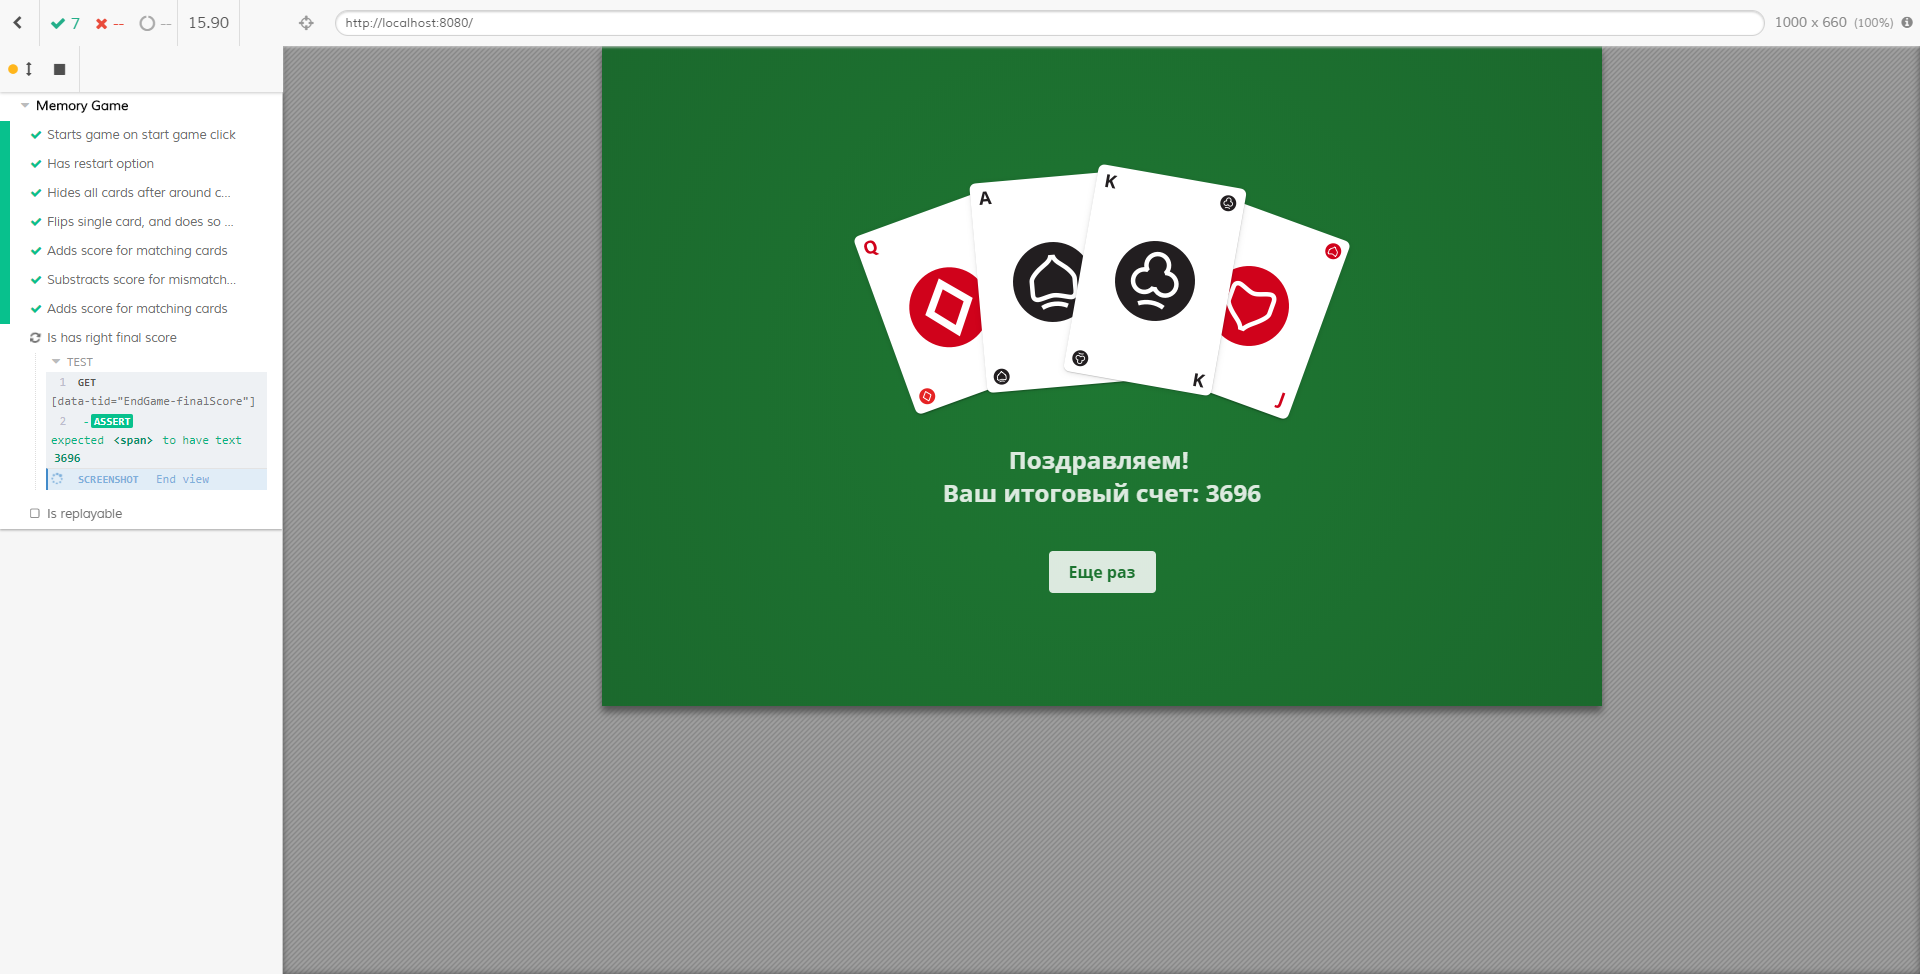 7
--
--
15.90
http://localhost:8080/
1000 x 660 (100%)
Memory Game
Starts game on start game click
Has restart option
Hides all cards after around c...
Flips single card, and does so ...
Adds score for matching cards
Substracts score for mismatch...
Adds score for matching cards
Is has right final score
TEST
1 GET
[data-tid="EndGame-finalScore"]
2 -ASSERT
expected <span> to have text
3696
SCREENSHOT End view
Is replayable
Q
A
K
K
J
Поздравляем!
Ваш итоговый счет: 3696
Еще раз